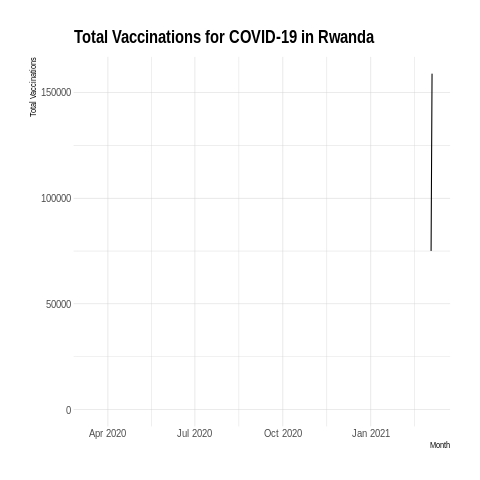 Total Vaccinations for COVID-19 in Rwanda
Total Vaccinations
150000
100000
50000
0
Apr 2020 Jul 2020 Oct 2020 Jan 2021
Month